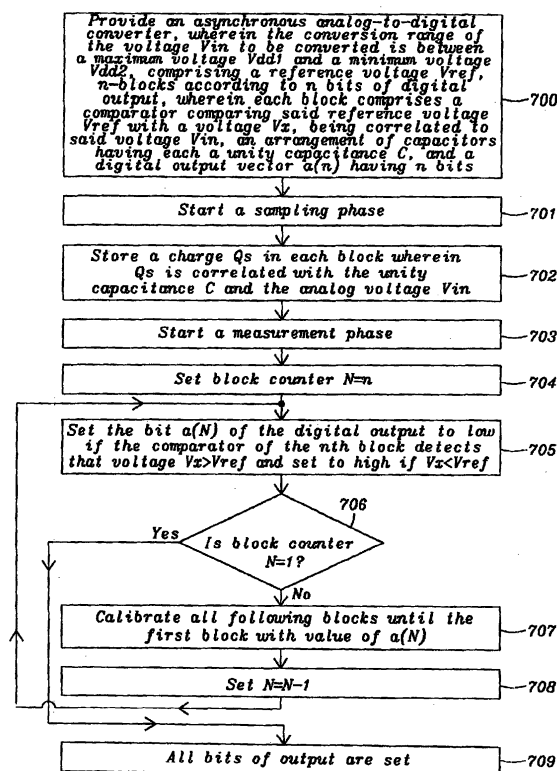 Provide an asynchronous analog-to-digital
converter, wherein the conversion range of
the voltage Vin to be converted is between
a maximum voltage Vdd1 and a minimum voltage
Vdd2, comprising a reference voltage Vref,
n-blocks according to n bits of digital
output, wherein each block comprises a
comparator comparing said reference voltage
Vref with a voltage Vx, being correlated to
said voltage Vin, an arrangement of capacitors
having each a unity capacitance C, and a
digital output vector a(n) having n bits
700
Start a sampling phase
701
Store a charge Qs in each block wherein
Qs is correlated with the unity
capacitance C and the analog voltage Vin
702
Start a measurement phase
703
Set block counter N=n
704
Set the bit a(N) of the digital output to low
if the comparator of the nth block detects
that voltage Vx>Vref and set to high if Vx<Vref
705
706
Yes
Is block counter
N=1?
No
Calibrate all following blocks until the
first block with value of a(N)
707
Set N=N-1
708
All bits of output are set
709